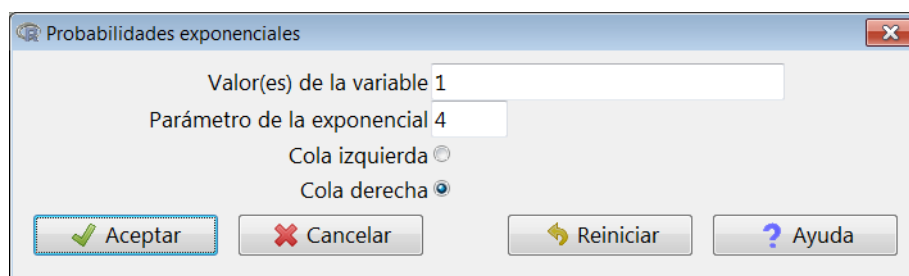 Probabilidades exponenciales
Valor(es) de la variable 1
Parámetro de la exponencial 4
Cola izquierda
Cola derecha
Aceptar Cancelar Reiniciar ? Ayuda